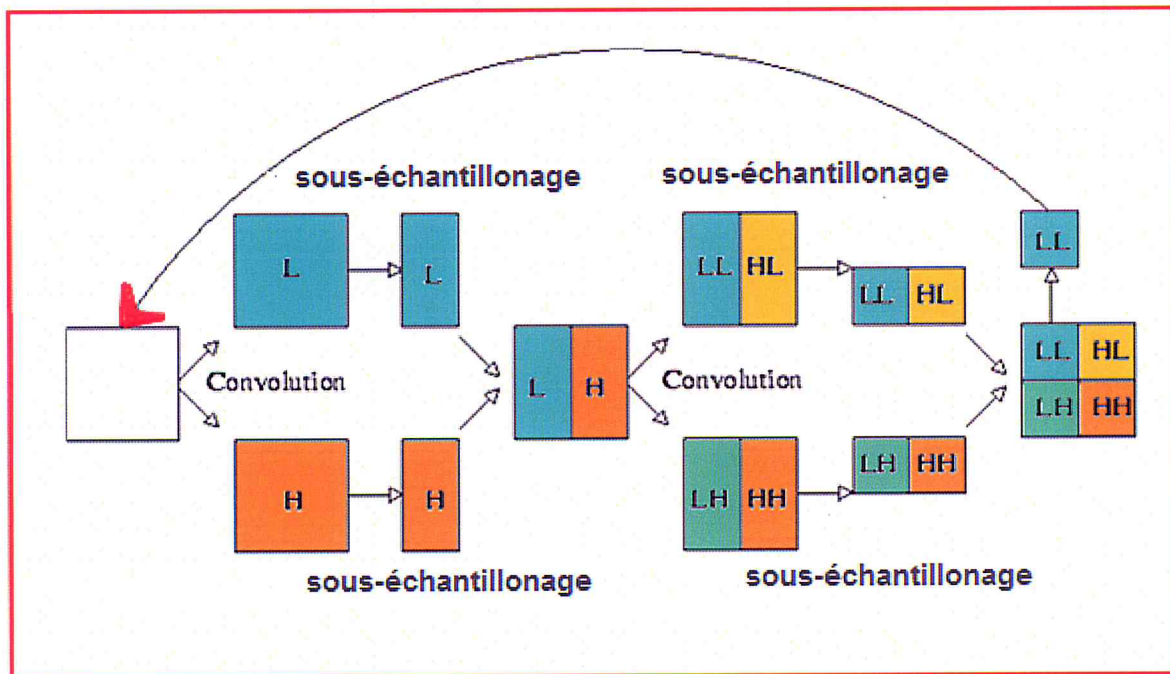 sous-échantillonage
sous-échantillonage
L
L
LL HL
LL HL
LL
Convolution
L H
Convolution
LL HL
LH HH
H
H
LH HH
LH HH
sous-échantillonage
sous-échantillonage